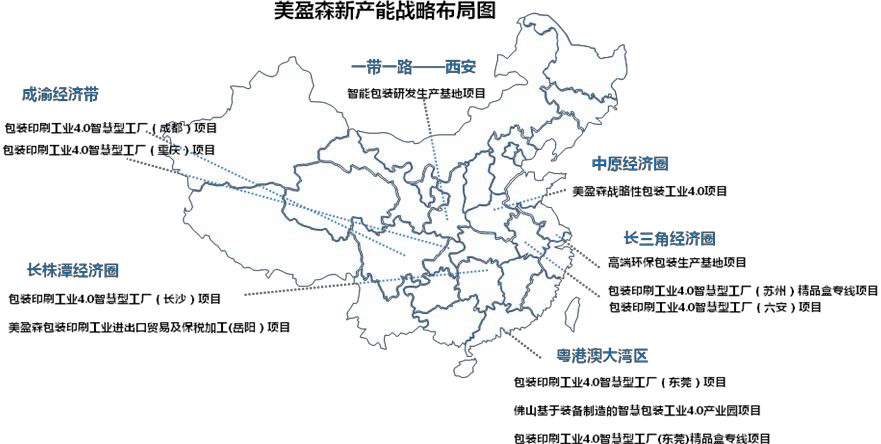 美盈森新产能战略布局图
一带一路——西安
智能包装研发生产基地项目
成渝经济带
包装印刷工业4.0智慧型工厂（成都）项目
包装印刷工业4.0智慧型工厂（重庆）项目
中原经济圈
美盈森战略性包装工业4.0项目
长三角经济圈
高端环保包装生产基地项目
包装印刷工业4.0智慧型工厂（苏州）精品盒专线项目
包装印刷工业4.0智慧型工厂（六安）项目
长株潭经济圈
包装印刷工业4.0智慧型工厂（长沙）项目
美盈森包装印刷工业进出口贸易及保税加工(岳阳）项目
粤港澳大湾区
包装印刷工业4.0智慧型工厂（东莞）项目
佛山基于装备制造的智慧包装工业4.0产业园项目
包装印刷工业4.0智慧型工厂(东莞)精品盒专线项目